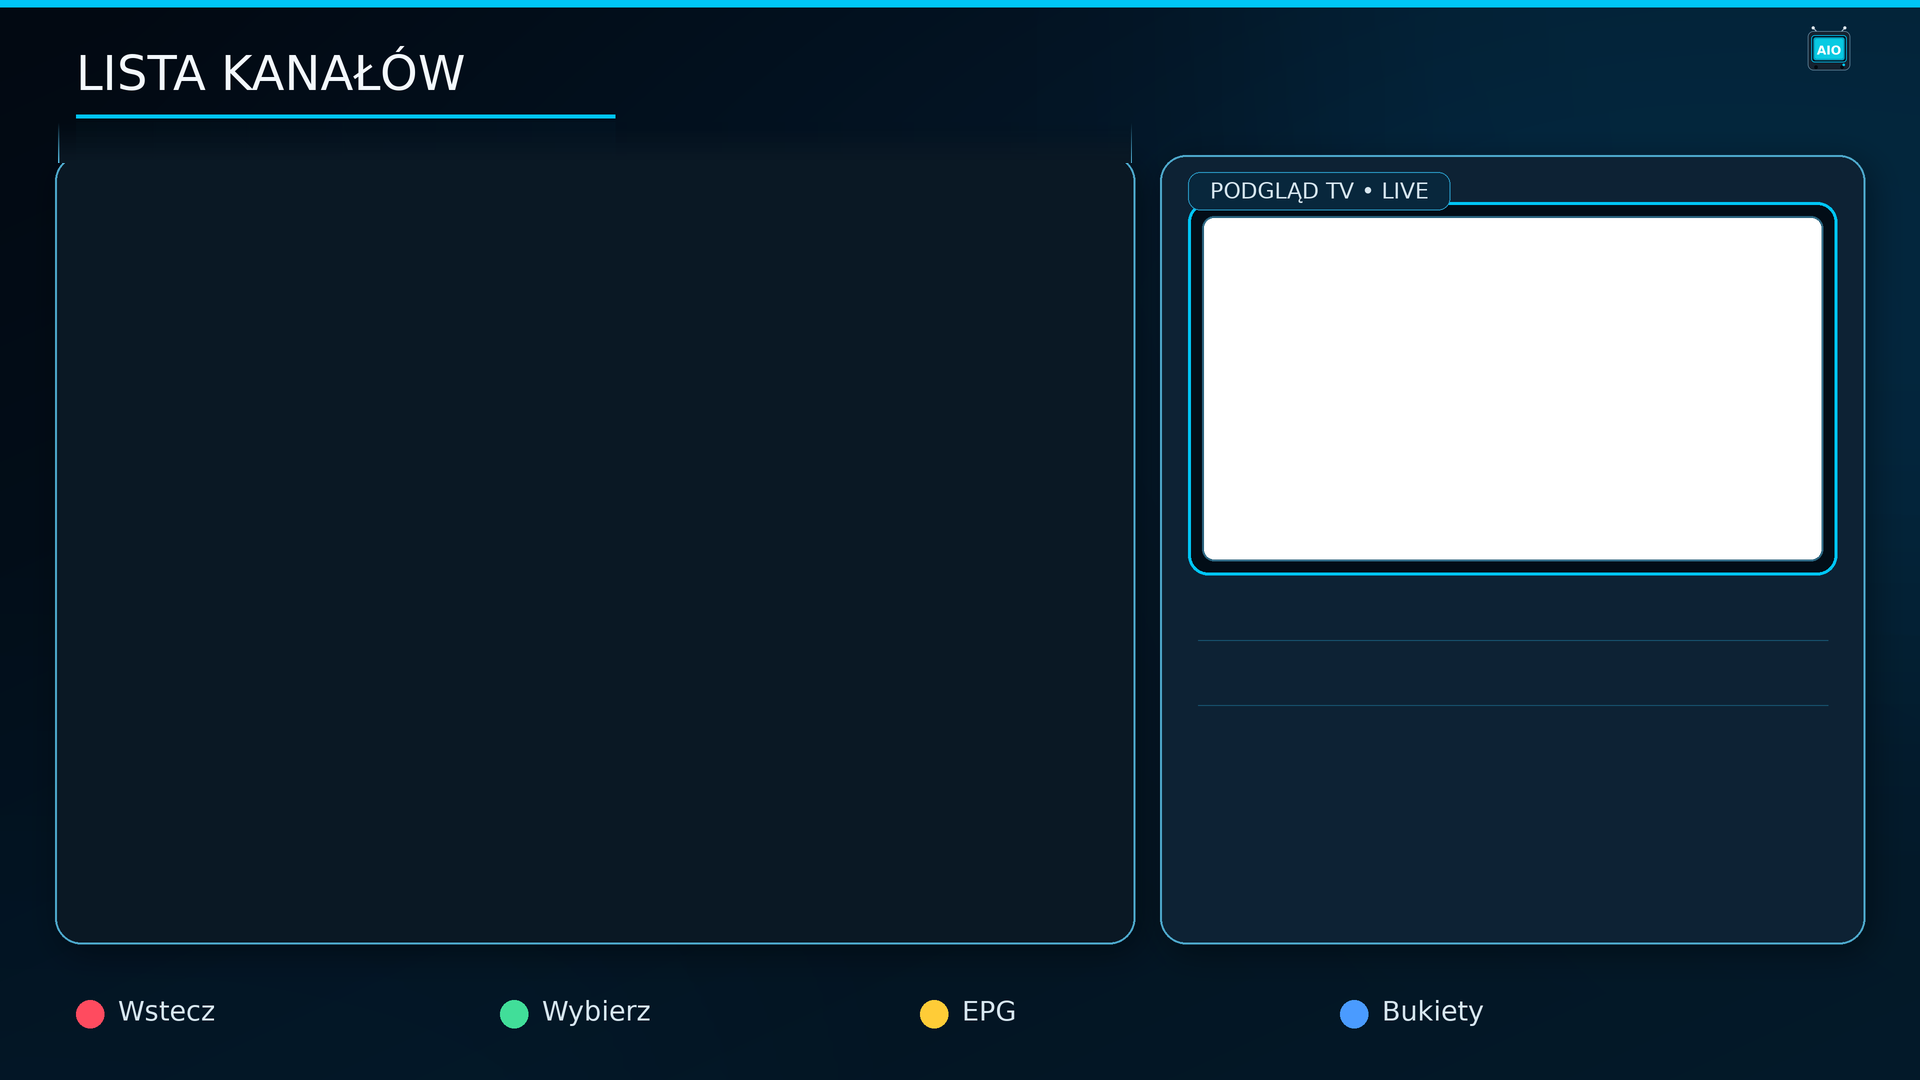 LISTA KANAŁÓW
AIO
PODGLĄD TV • LIVE
Wstecz
Wybierz
EPG
Bukiety